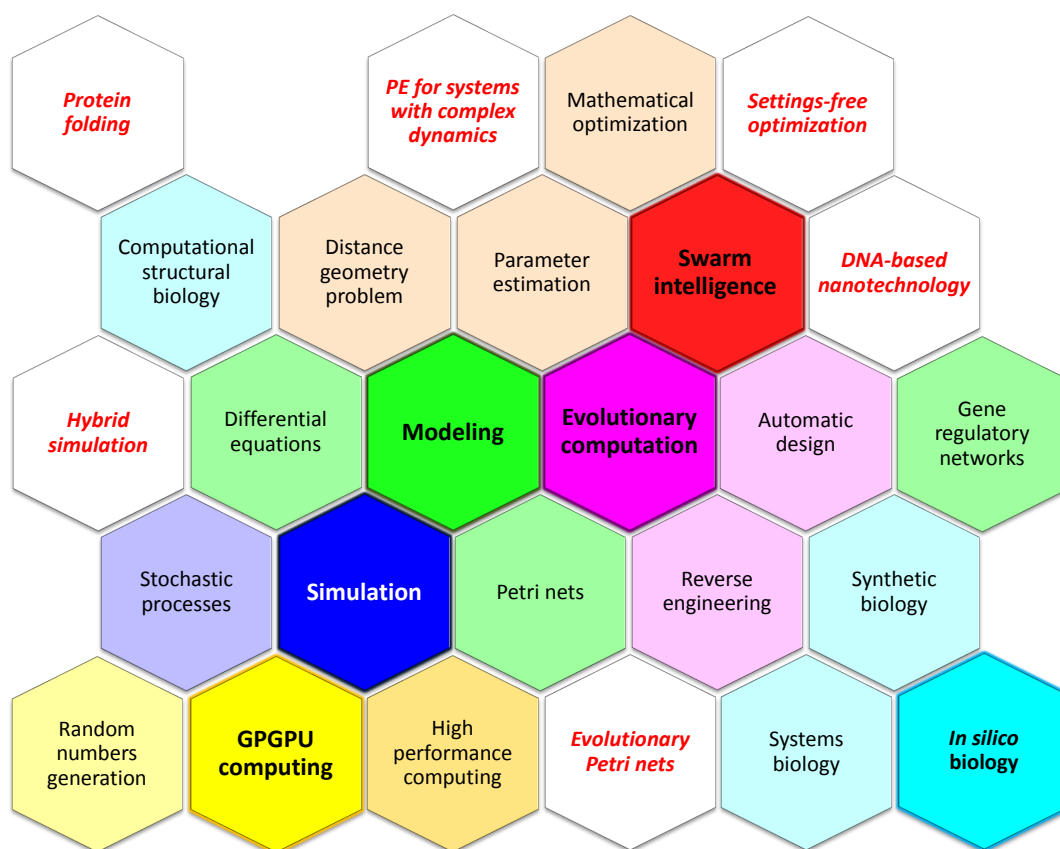 Protein
folding
PE for systems
with complex
dynamics
Mathematical
optimization
Settings-free
optimization
Computational
structural
biology
Distance
geometry
problem
Parameter
estimation
Swarm
intelligence
DNA-based
nanotechnology
Hybrid
simulation
Differential
equations
Modeling
Evolutionary
computation
Automatic
design
Gene
regulatory
networks
Stochastic
processes
Simulation
Petri nets
Reverse
engineering
Synthetic
biology
Random
numbers
generation
GPGPU
computing
High
performance
computing
Evolutionary
Petri nets
Systems
biology
In silico
biology